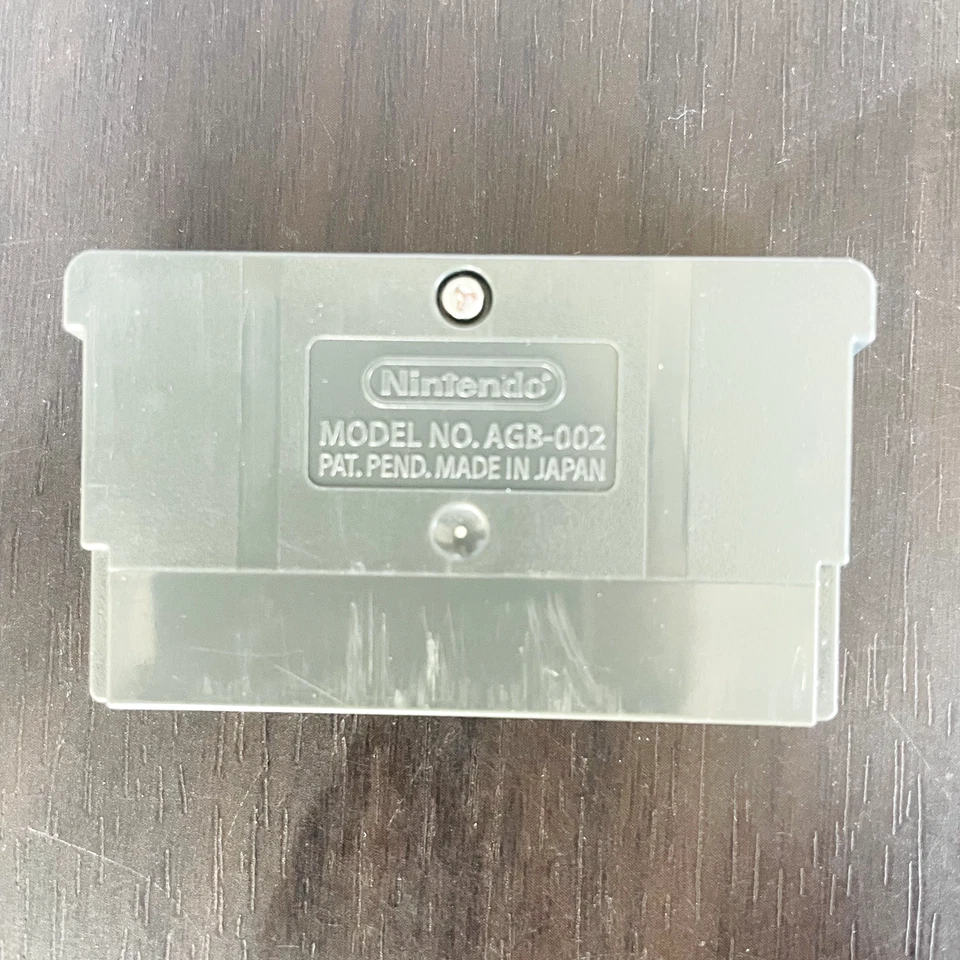 Nintendo
MODEL NO. AGB-002
PAT. PEND. MADE IN JAPAN